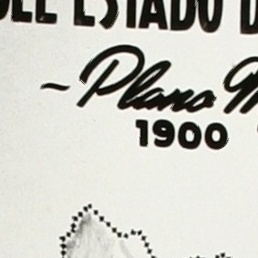 DEL ESTADO D
~ Plano M
1900